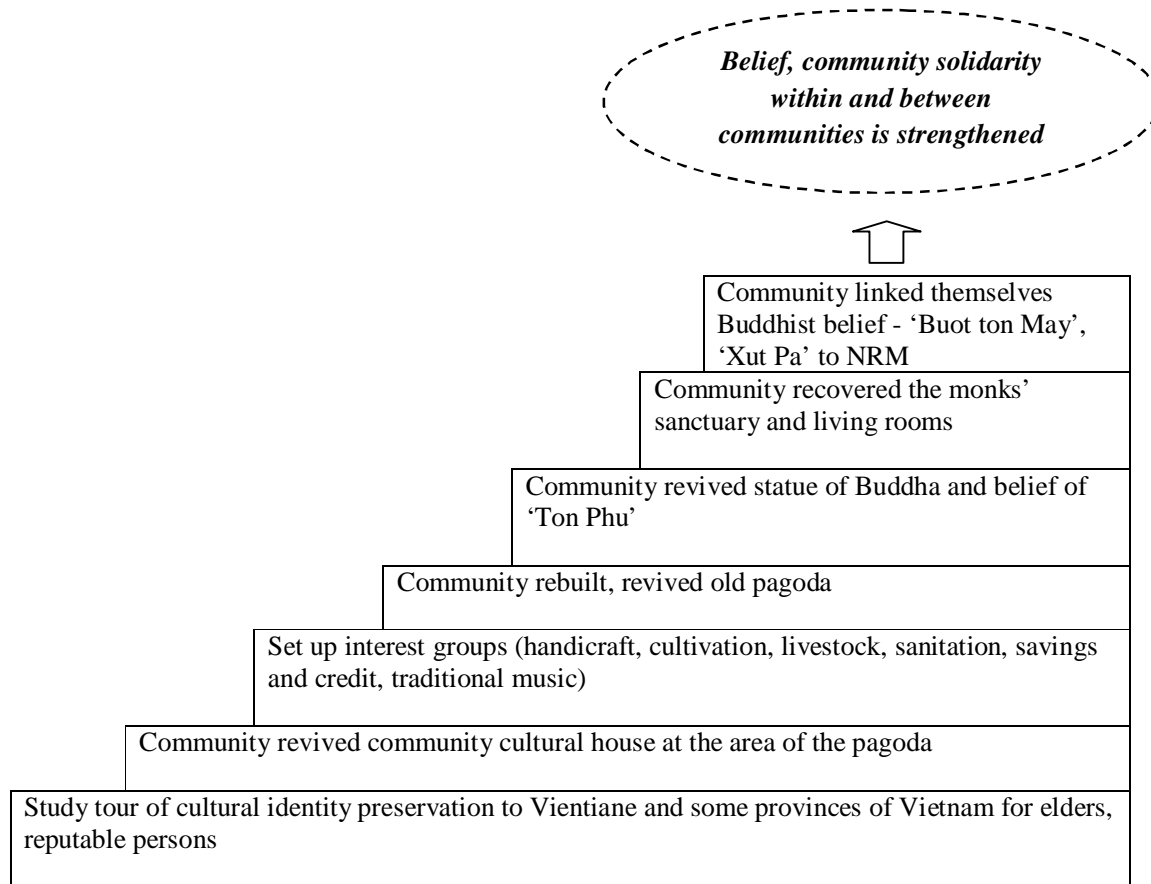 Belief, community solidarity
within and between
communities is strengthened
Community linked themselves
Buddhist belief - ‘Buot ton May’,
‘Xut Pa’ to NRM
Community recovered the monks’
sanctuary and living rooms
Community revived statue of Buddha and belief of
‘Ton Phu’
Community rebuilt, revived old pagoda
Set up interest groups (handicraft, cultivation, livestock, sanitation, savings
and credit, traditional music)
Community revived community cultural house at the area of the pagoda
Study tour of cultural identity preservation to Vientiane and some provinces of Vietnam for elders,
reputable persons